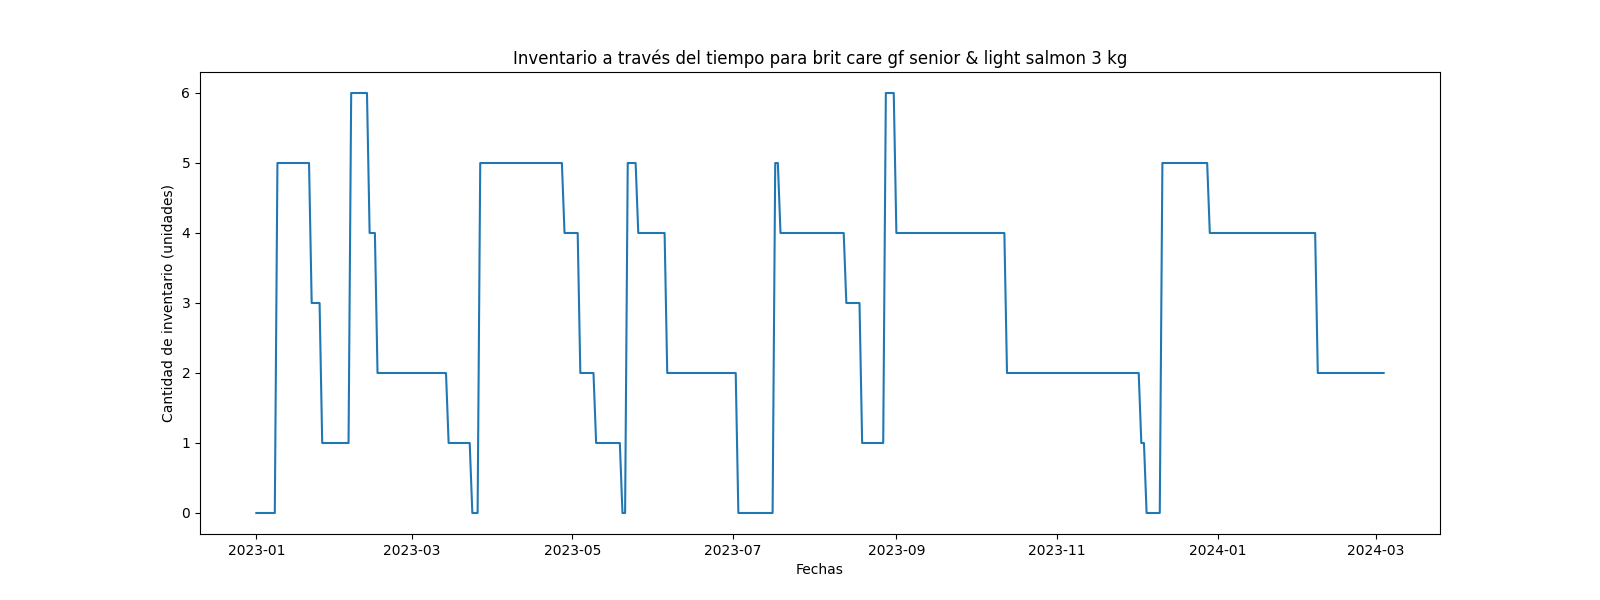 Inventario a través del tiempo para brit care gf senior & light salmon 3 kg
Cantidad de inventario (unidades)
6
5
4
3
2
1
0
2023-01 2023-03 2023-05 2023-07 2023-09 2023-11 2024-01 2024-03
Fechas